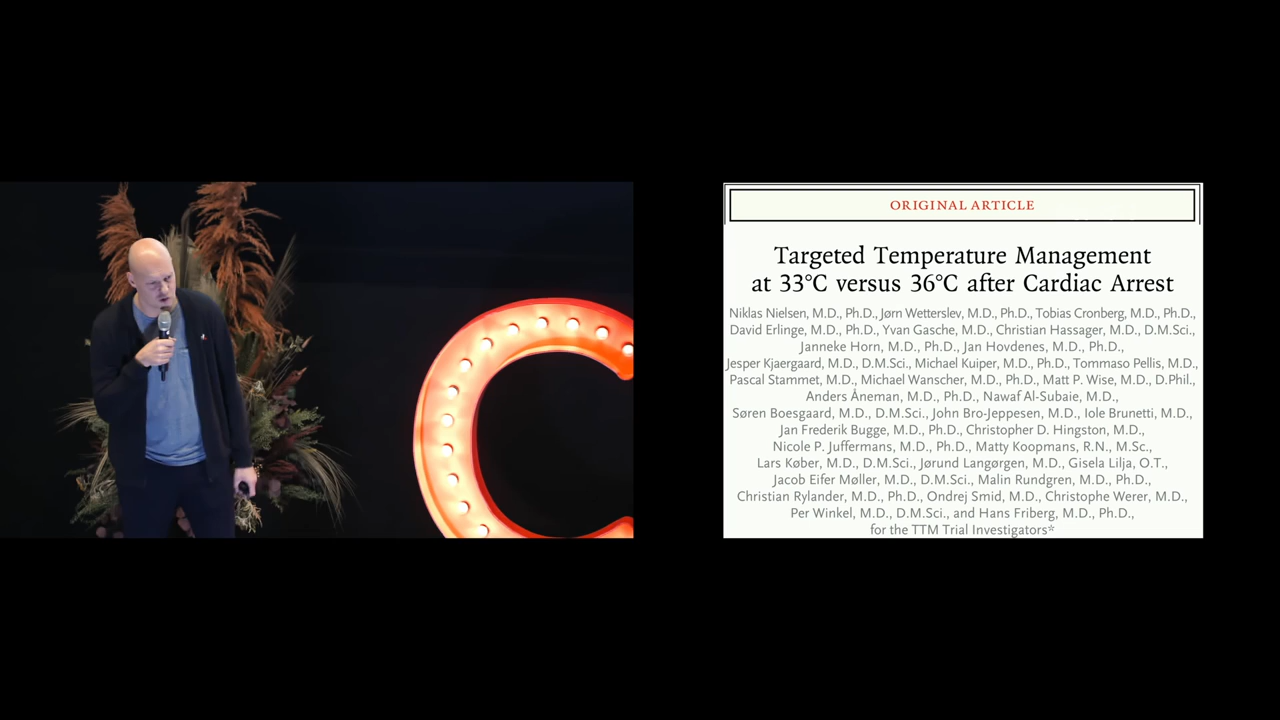 C
ORIGINAL ARTICLE
Targeted Temperature Management
at 33°C versus 36°C after Cardiac Arrest
Niklas Nielsen, M.D., Ph.D., Jørn Wetterslev, M.D., Ph.D., Tobias Cronberg, M.D., Ph.D.,
David Erlinge, M.D., Ph.D., Yvan Gasche, M.D., Christian Hassager, M.D., D.M.Sci.,
Janneke Horn, M.D., Ph.D., Jan Hovdenes, M.D., Ph.D.,
Jesper Kjaergaard, M.D., D.M.Sci., Michael Kuiper, M.D., Ph.D., Tommaso Pellis, M.D.,
Pascal Stammet, M.D., Michael Wanscher, M.D., Ph.D., Matt P. Wise, M.D., D.Phil.,
Anders Åneman, M.D., Ph.D., Nawaf Al-Subaie, M.D.,
Søren Boesgaard, M.D., D.M.Sci., John Bro-Jeppesen, M.D., Iole Brunetti, M.D.,
Jan Frederik Bugge, M.D., Ph.D., Christopher D. Hingston, M.D.,
Nicole P. Juffermans, M.D., Ph.D., Matty Koopmans, R.N., M.Sc.,
Lars Køber, M.D., D.M.Sci., Jørund Langørgen, M.D., Gisela Lilja, O.T.,
Jacob Eifer Møller, M.D., D.M.Sci., Malin Rundgren, M.D., Ph.D.,
Christian Rylander, M.D., Ph.D., Ondrej Smid, M.D., Christophe Werer, M.D.,
Per Winkel, M.D., D.M.Sci., and Hans Friberg, M.D., Ph.D.,
for the TTM Trial Investigators*